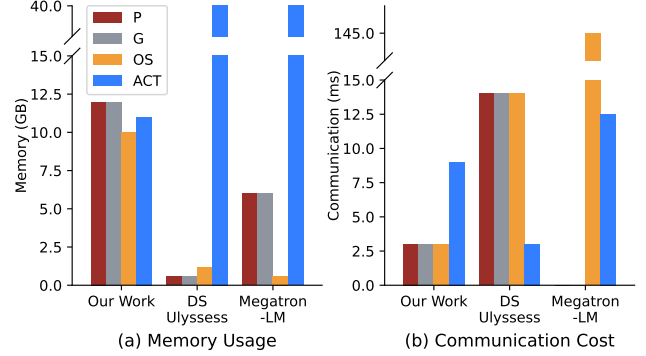 40.0
15.0
12.5
10.0
7.5
5.0
2.5
0.0
Memory (GB)
P
G
OS
ACT
Our Work
DS
Ulyssess
Megatron
-LM
(a) Memory Usage
145.0
15.0
12.5
10.0
7.5
5.0
2.5
0.0
Communication (ms)
Our Work
DS
Ulyssess
Megatron
-LM
(b) Communication Cost